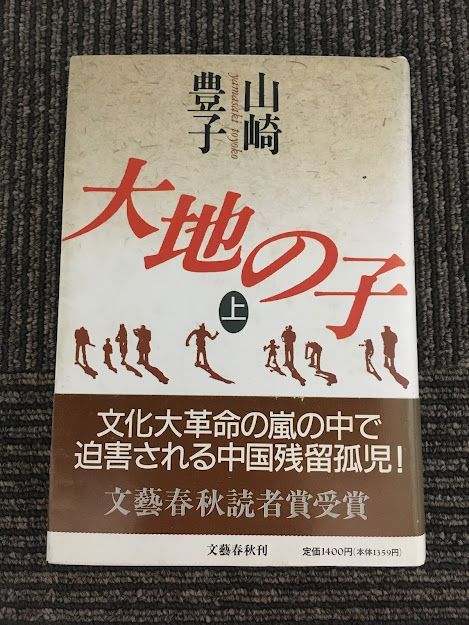 山崎
豊子
yamasaki toyoko
大地の子
上
文化大革命の嵐の中で
迫害される中国残留孤児！
文藝春秋読者賞受賞
文藝春秋刊
定価1400円(本体1359円)